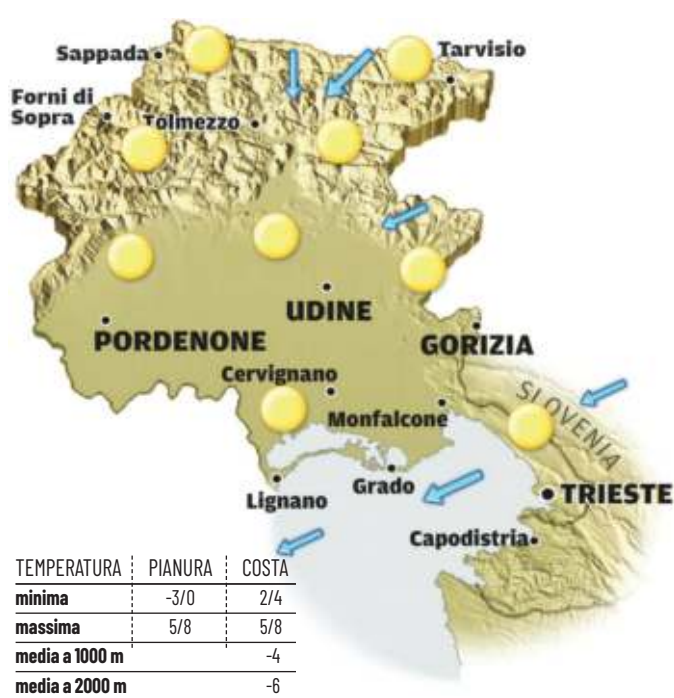 Sappada
Tarvisio
Forni di
Sopra
Tolmezzo
UDINE
PORDENONE
GORIZIA
Cervignano
SLOVENIA
Monfalcone
Grado
Lignano
TRIESTE
Capodistria
TEMPERATURA PIANURA COSTA
minima -3/0 2/4
massima 5/8 5/8
media a 1000 m -4
media a 2000 m -6